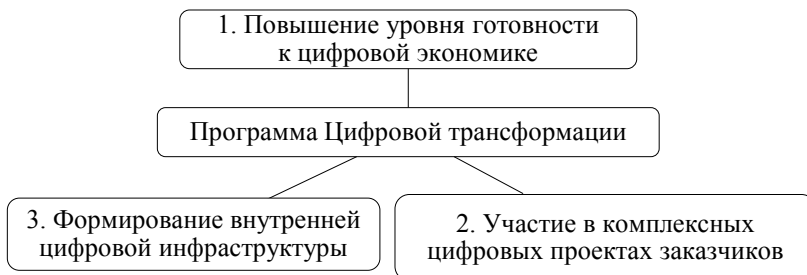 1. Повышение уровня готовности
к цифровой экономике
Программа Цифровой трансформации
3. Формирование внутренней
цифровой инфраструктуры
2. Участие в комплексных
цифровых проектах заказчиков